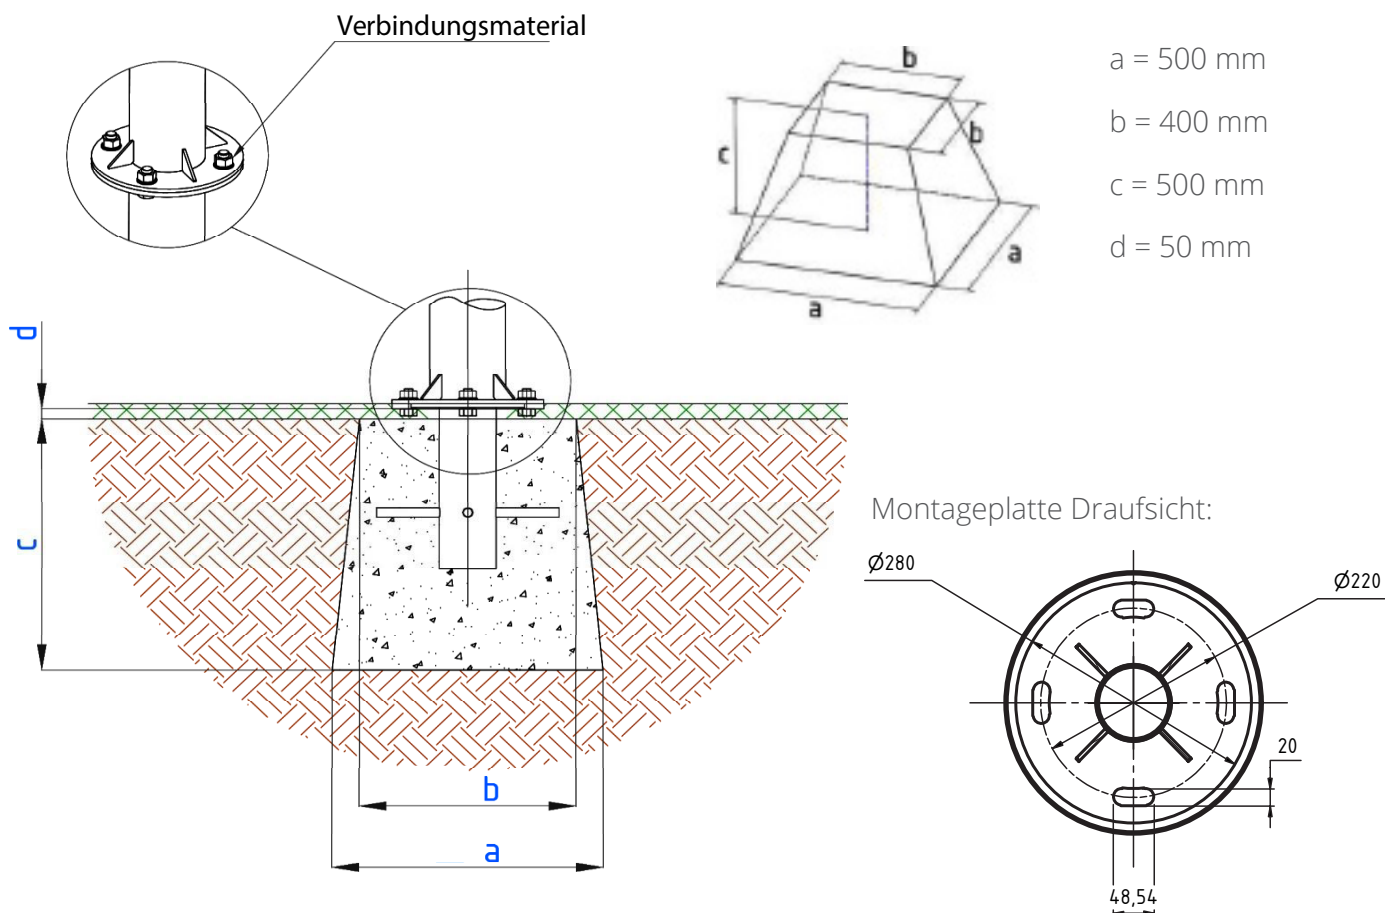 Verbindungsmaterial
b
b
c
a
a
a = 500 mm
b = 400 mm
c = 500 mm
d = 50 mm
d
c
b
a
Montageplatte Draufsicht:
Ø280
Ø220
20
48,54